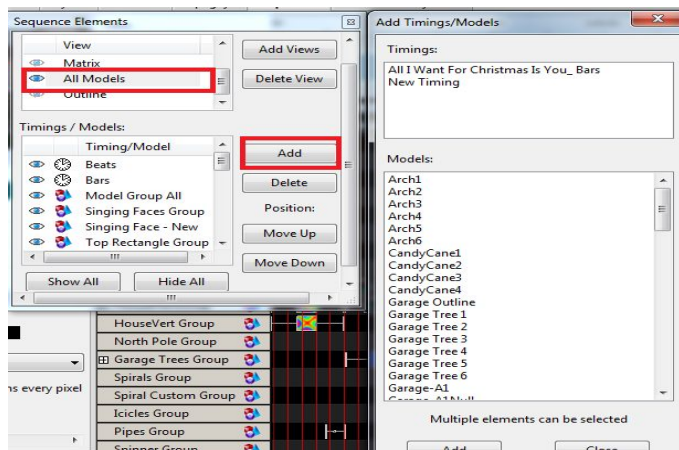 Sequence Elements
View
Matrix
All Models
Outline
Add Views
Delete View
Timings / Models:
Timing/Model
Beats
Bars
Model Group All
Singing Faces Group
Singing Face - New
Top Rectangle Group
Add
Delete
Position:
Move Up
Move Down
Show All
Hide All
HouseVert Group
North Pole Group
Garage Trees Group
Spirals Group
Spiral Custom Group
Icicles Group
Pipes Group
Spinner Group
ns every pixel
Add Timings/Models
Timings:
All I Want For Christmas Is You_ Bars
New Timing
Models:
Arch1
Arch2
Arch3
Arch4
Arch5
Arch6
CandyCane1
CandyCane2
CandyCane3
CandyCane4
Garage Outline
Garage Tree 1
Garage Tree 2
Garage Tree 3
Garage Tree 4
Garage Tree 5
Garage Tree 6
Garage-A1
Garage-A1Null
Multiple elements can be selected
Add
Close